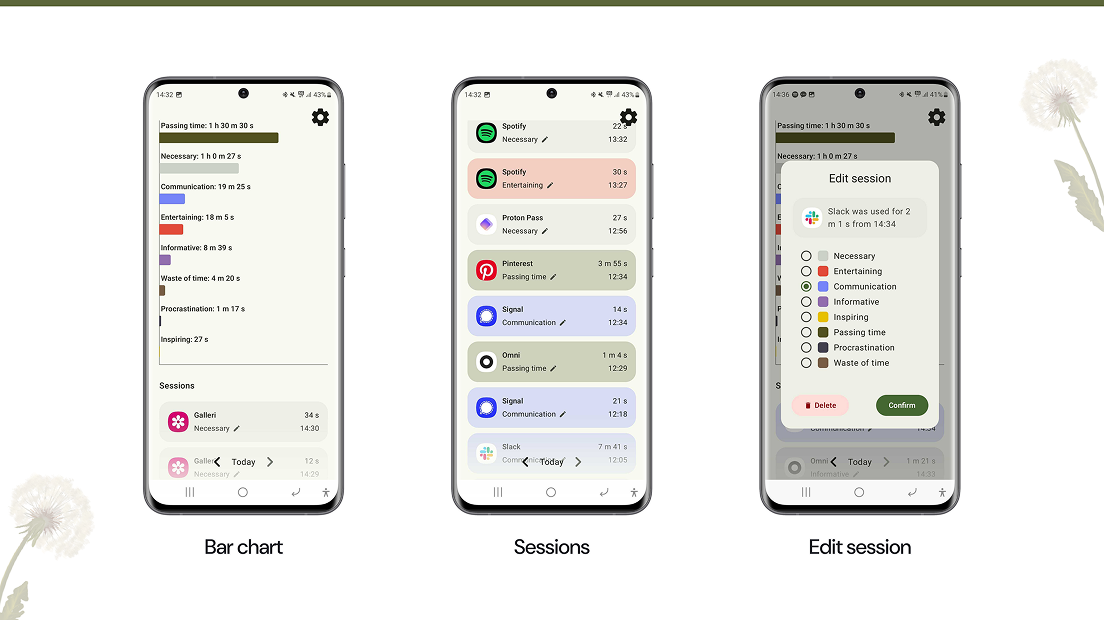 14:32 43%
Passing time: 1 h 30 m 30 s
Necessary: 1 h 0 m 27 s
Communication: 19 m 25 s
Entertaining: 18 m 5 s
Informative: 8 m 39 s
Waste of time: 4 m 20 s
Procrastination: 1 m 17 s
Inspiring: 27 s
Sessions
Galleri 34 s
Necessary 14:30
Galleri 12 s
Today
Necessary 14:29
Bar chart
14:32 43%
Spotify 22 s
Necessary 13:32
Spotify 30 s
Entertaining 13:27
Proton Pass 27 s
Necessary 12:56
Pinterest 3 m 55 s
Passing time 12:34
Signal 14 s
Communication 12:34
Omni 1 m 4 s
Passing time 12:29
Signal 21 s
Communication 12:18
Slack 7 m 41 s
Communication 12:05
Today
Sessions
14:36 41%
Passing time: 1 h 30 m 30 s
Necessary: 1 h 0 m 27 s
Edit session
Slack was used for 2
m 1 s from 14:34
Necessary
Entertaining
Communication
Informative
Inspiring
Passing time
Procrastination
Waste of time
Delete Confirm
Communication 14:34
Omni 1 m 21 s
Today
Informative 14:33
Edit session